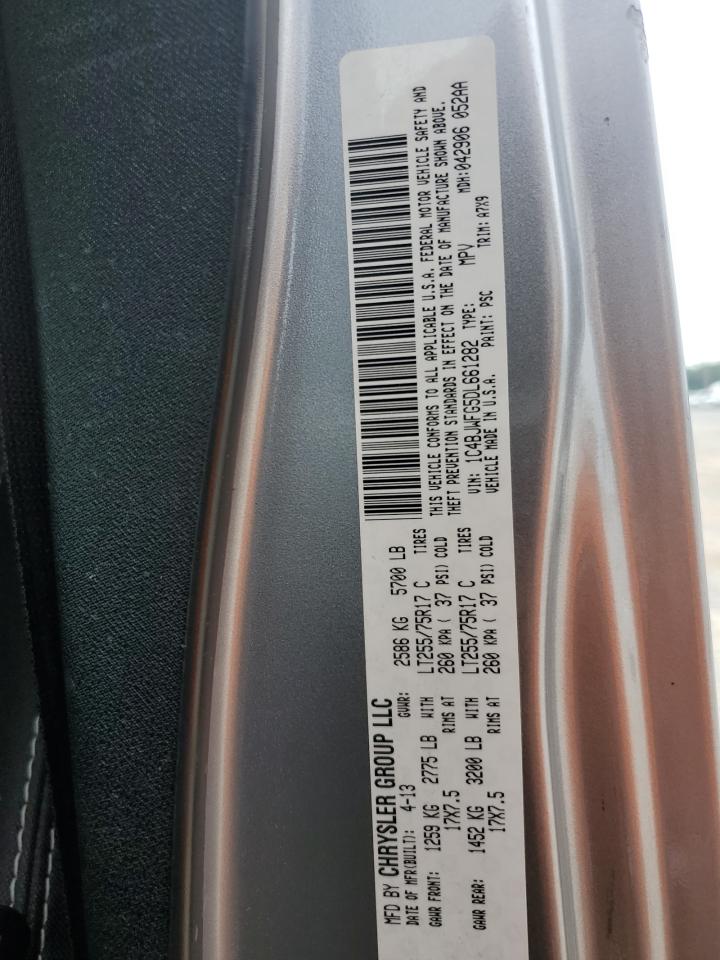 MFD BY CHRYSLER GROUP LLC
DATE OF MFR(BUILT): 4-13 GVWR: 2586 KG 5700 LB
GAWR FRONT: 1259 KG 2775 LB WITH LT255/75R17 C TIRES
17X7.5 RIMS AT 260 KPA ( 37 PSI) COLD
GAWR REAR: 1452 KG 3200 LB WITH LT255/75R17 C TIRES
17X7.5 RIMS AT 260 KPA ( 37 PSI) COLD
THIS VEHICLE CONFORMS TO ALL APPLICABLE U.S.A. FEDERAL MOTOR VEHICLE SAFETY AND
THEFT PREVENTION STANDARDS IN EFFECT ON THE DATE OF MANUFACTURE SHOWN ABOVE.
VIN: 1C4BJWFG5DL661282 TYPE: MPV MDH:042906 052AA
VEHICLE MADE IN U.S.A. PAINT: PSC TRIM: A7X9